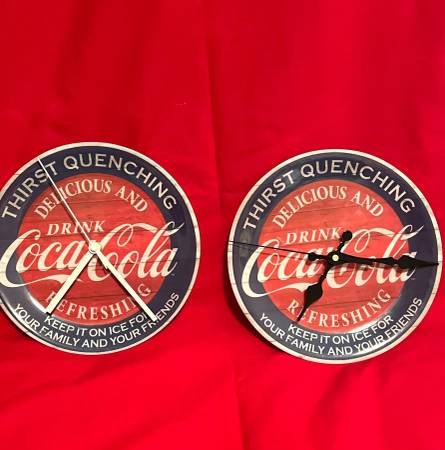 THIRST QUENCHING
DELICIOUS AND
DRINK
Coca-Cola
REFRESHING
KEEP IT ON ICE FOR
YOUR FAMILY AND YOUR FRIENDS
THIRST QUENCHING
DELICIOUS AND
DRINK
Coca-Cola
REFRESHING
KEEP IT ON ICE FOR
YOUR FAMILY AND YOUR FRIENDS